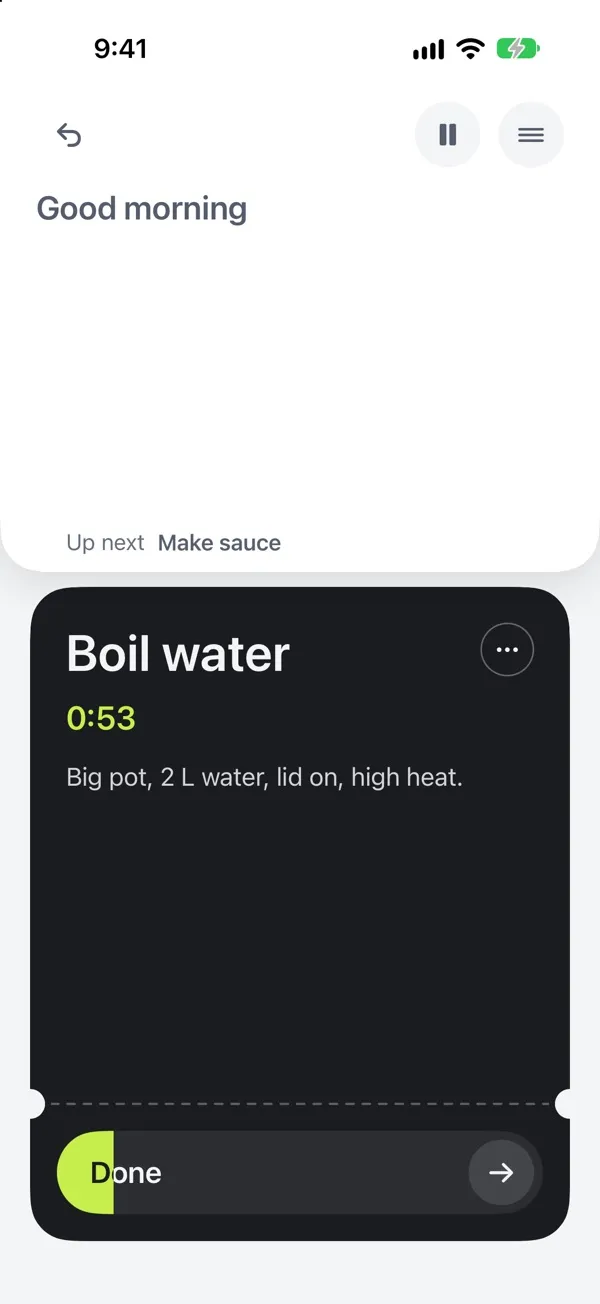 9:41
Good morning
Up next Make sauce
Boil water
0:53
Big pot, 2 L water, lid on, high heat.
Done